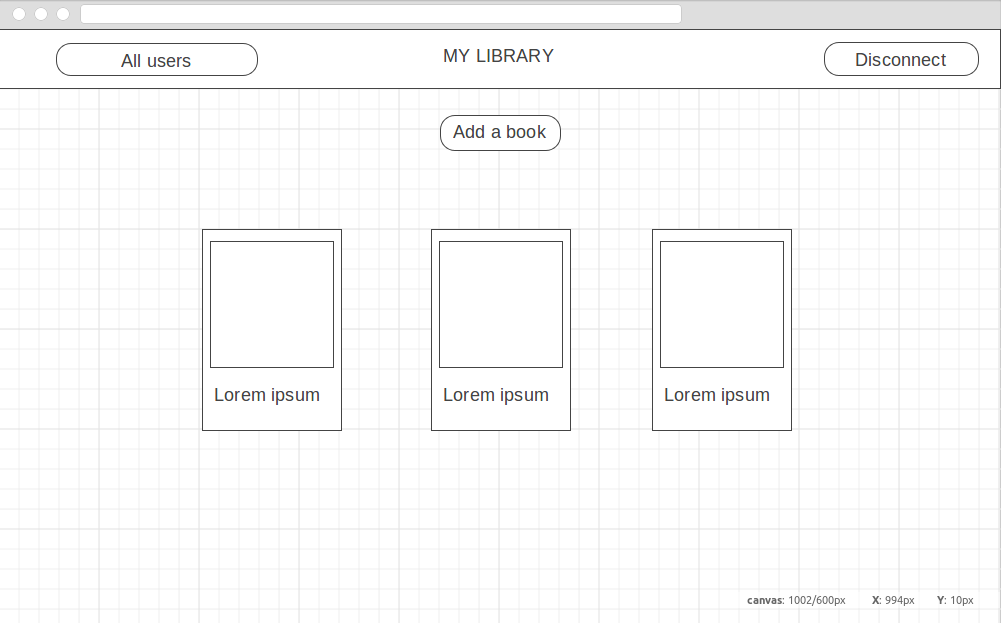 All users
MY LIBRARY
Disconnect
Add a book
Lorem ipsum
Lorem ipsum
Lorem ipsum
canvas: 1002/600px X: 994px Y: 10px